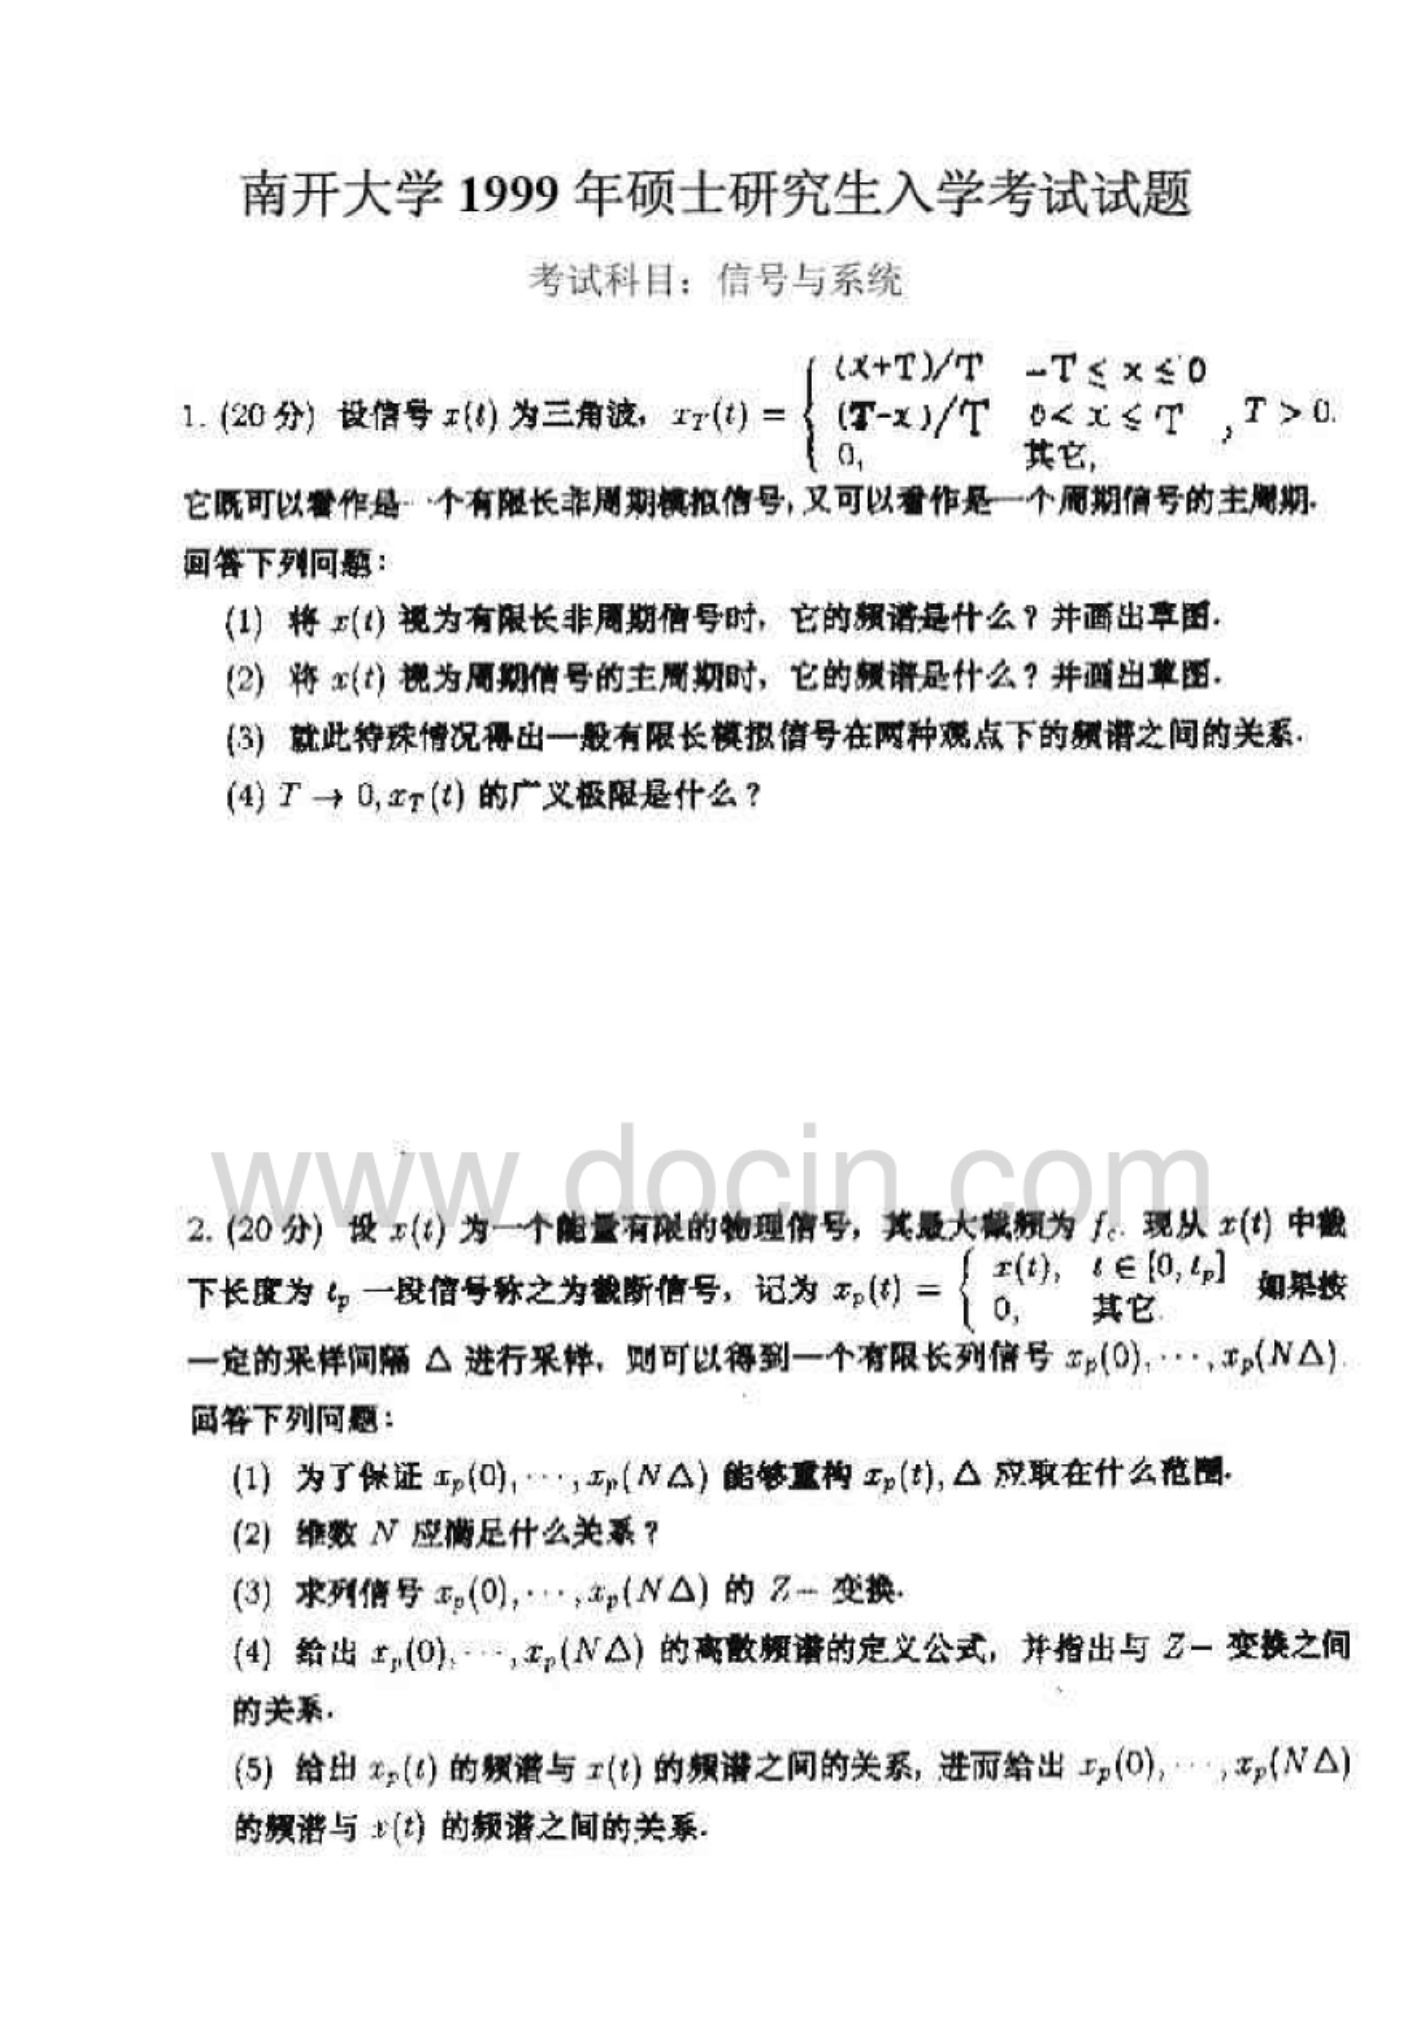 南开大学 1999 年硕士研究生入学考试试题
考试科目：信号与系统
1. (20 分) 设信号 x(t) 为三角波, x_T(t) = { (x+T)/T  -T ≤ x ≤ 0
(T-x)/T  0< x ≤ T , T > 0.
0,  其它,
它既可以看作是一个有限长非周期模拟信号, 又可以看作是一个周期信号的主周期.
回答下列问题:
(1) 将 x(t) 视为有限长非周期信号时, 它的频谱是什么? 并画出草图.
(2) 将 x(t) 视为周期信号的主周期时, 它的频谱是什么? 并画出草图.
(3) 就此特殊情况得出一般有限长模拟信号在两种观点下的频谱之间的关系.
(4) T → 0, x_T(t) 的广义极限是什么?
www.docin.com
2. (20 分) 设 x(t) 为一个能量有限的物理信号, 其最大截频为 f_c. 现从 x(t) 中截
下长度为 t_p 一段信号称之为截断信号, 记为 x_p(t) = { x(t), t ∈ [0, t_p]
0, 其它. 如果按
一定的采样间隔 △ 进行采样, 则可以得到一个有限长列信号 x_p(0), ···, x_p(N△).
回答下列问题:
(1) 为了保证 x_p(0), ···, x_p(N△) 能够重构 x_p(t), △ 应取在什么范围.
(2) 维数 N 应满足什么关系?
(3) 求列信号 x_p(0), ···, x_p(N△) 的 Z- 变换.
(4) 给出 x_p(0), ···, x_p(N△) 的离散频谱的定义公式, 并指出与 Z- 变换之间
的关系.
(5) 给出 x_p(t) 的频谱与 x(t) 的频谱之间的关系, 进而给出 x_p(0), ···, x_p(N△)
的频谱与 x(t) 的频谱之间的关系.